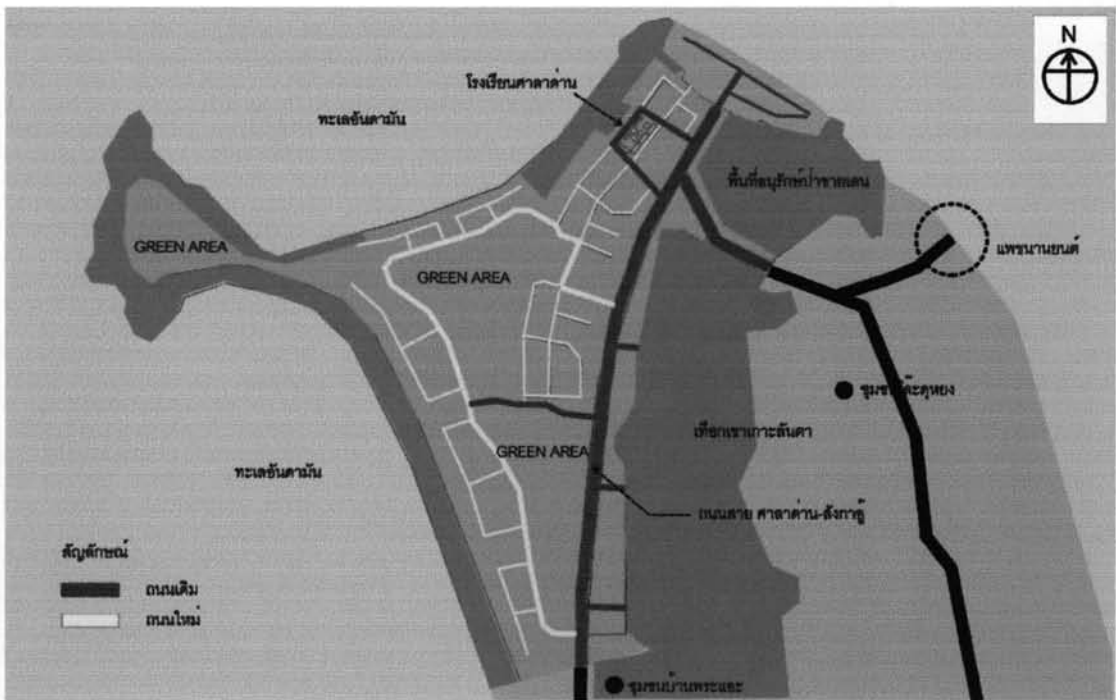 N
โรงเรียนศาลาด่าน
ทะเลอันดามัน
พื้นที่อนุรักษ์ป่าชายเลน
GREEN AREA
แพขนานยนต์
GREEN AREA
ชุมชน
เทือกเขาเกาะลันตา
GREEN AREA
ทะเลอันดามัน
ถนนสาย ศาลาด่าน-สังกาอู้
สัญลักษณ์
ถนนเดิม
ถนนใหม่
ชุมชนบ้านพระแอะ